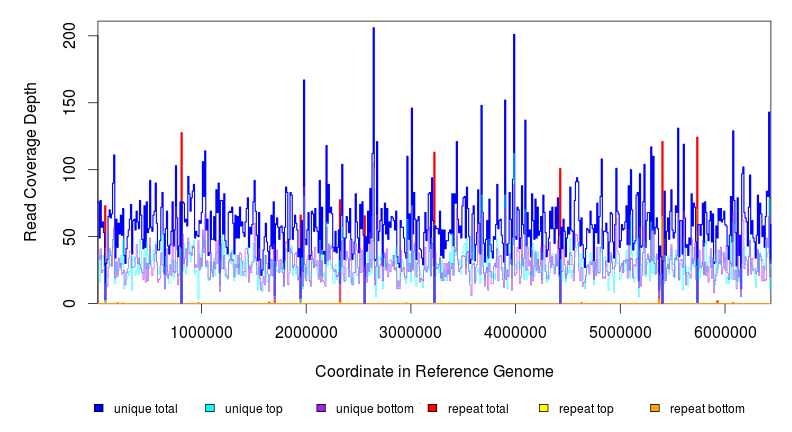 200
150
100
50
0
Read Coverage Depth
1000000 2000000 3000000 4000000 5000000 6000000
Coordinate in Reference Genome
unique total unique top unique bottom repeat total repeat top repeat bottom